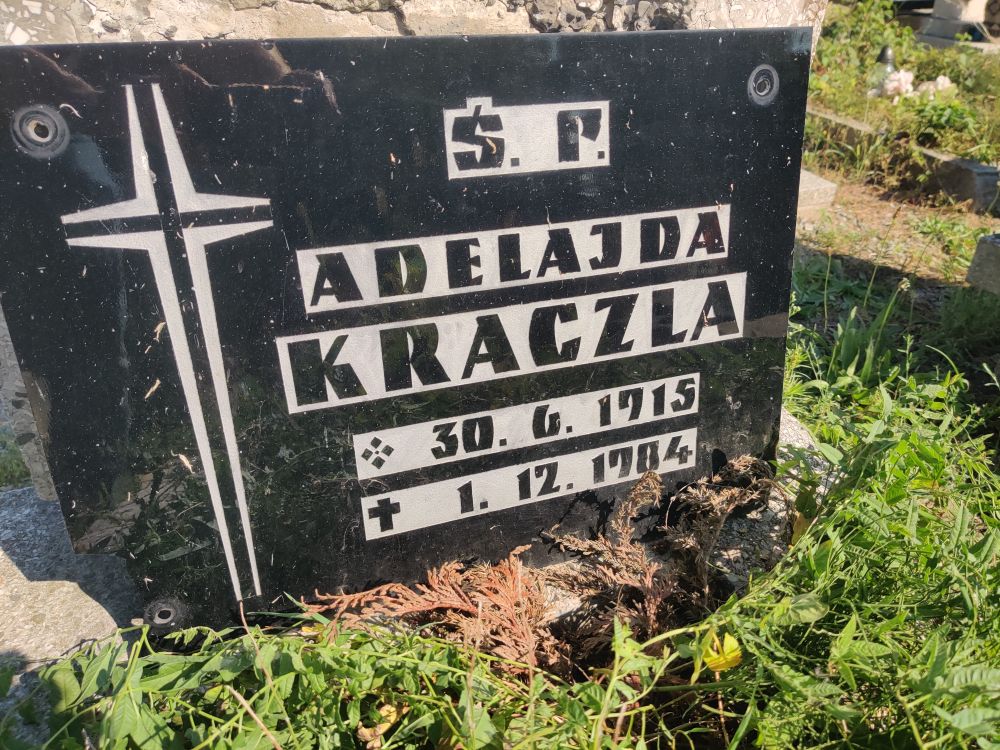 Ś. P.
ADELAJDA
KRACZLA
30. 6. 1915
1. 12. 1984